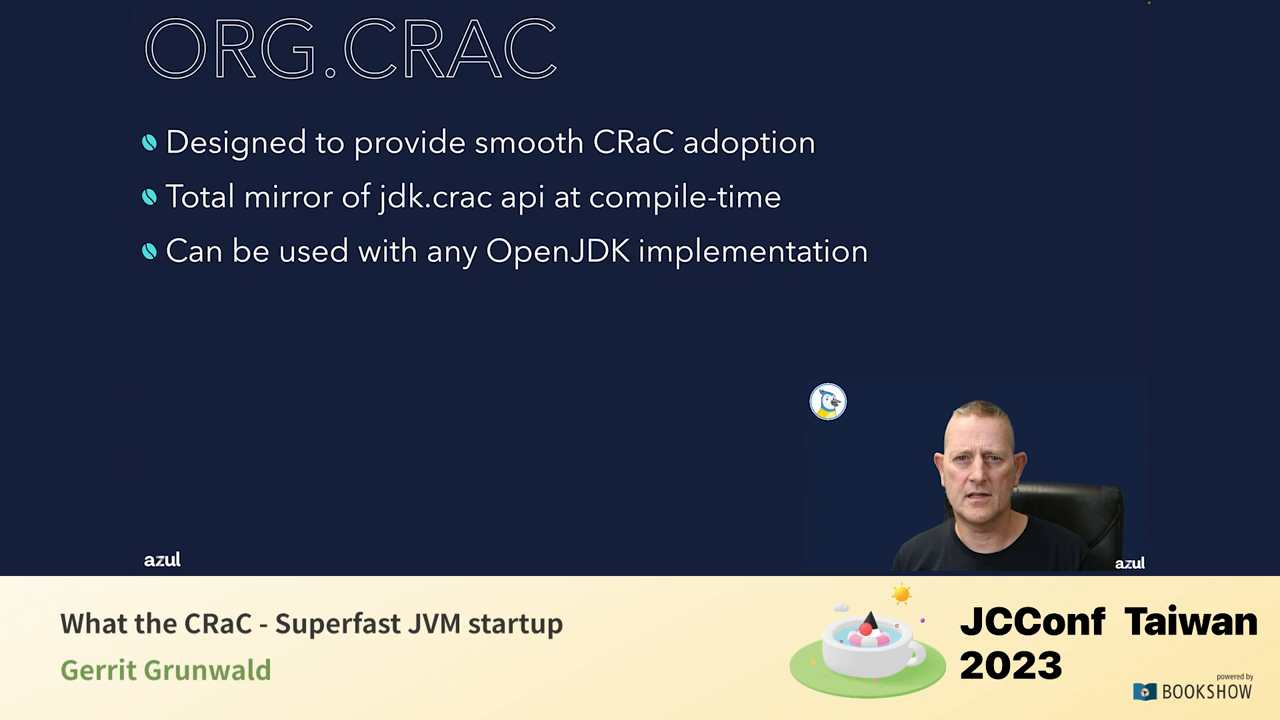 ORG.CRAC
Designed to provide smooth CRaC adoption
Total mirror of jdk.crac api at compile-time
Can be used with any OpenJDK implementation
azul
azul
What the CRaC - Superfast JVM startup
Gerrit Grunwald
JCConf Taiwan
2023
powered by
BOOKSHOW